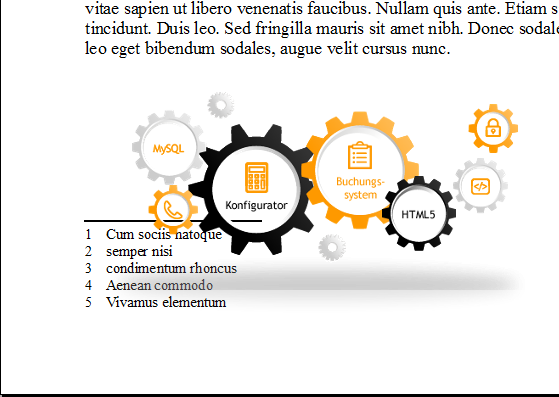 vitae sapien ut libero venenatis faucibus. Nullam quis ante. Etiam s
tincidunt. Duis leo. Sed fringilla mauris sit amet nibh. Donec sodale
leo eget bibendum sodales, augue velit cursus nunc.
MySQL
Konfigurator
Buchungs-
system
HTML5
1 Cum sociis natoque
2 semper nisi
3 condimentum rhoncus
4 Aenean commodo
5 Vivamus elementum